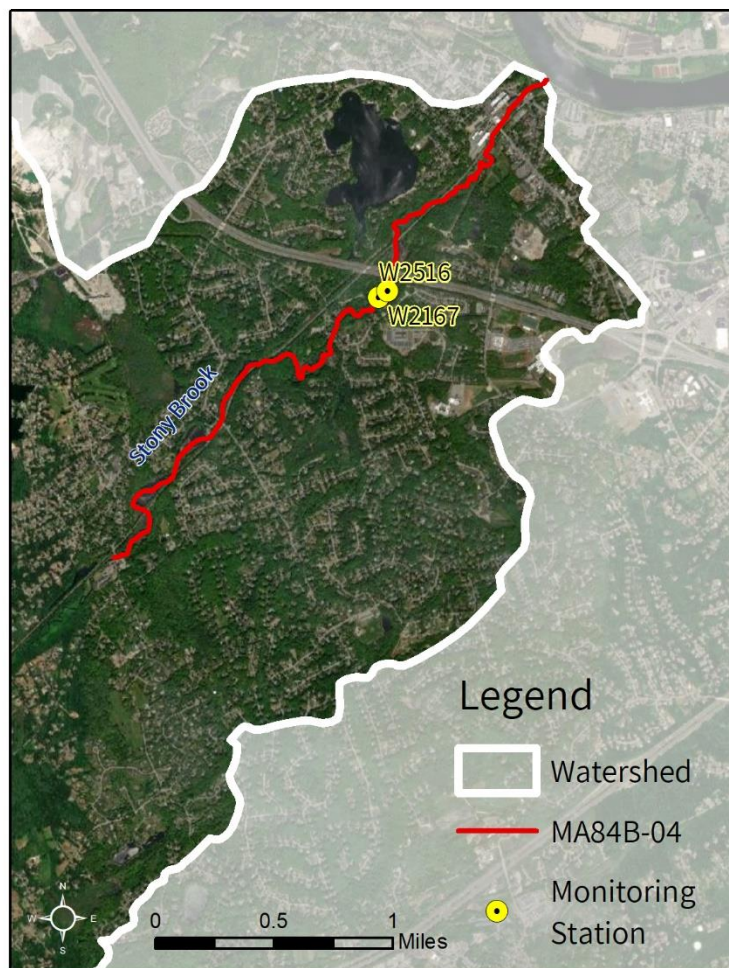 W2516
W2167
Stony Brook
Legend
Watershed
MA84B-04
Monitoring
Station
N
W E
S
0 0.5 1
Miles